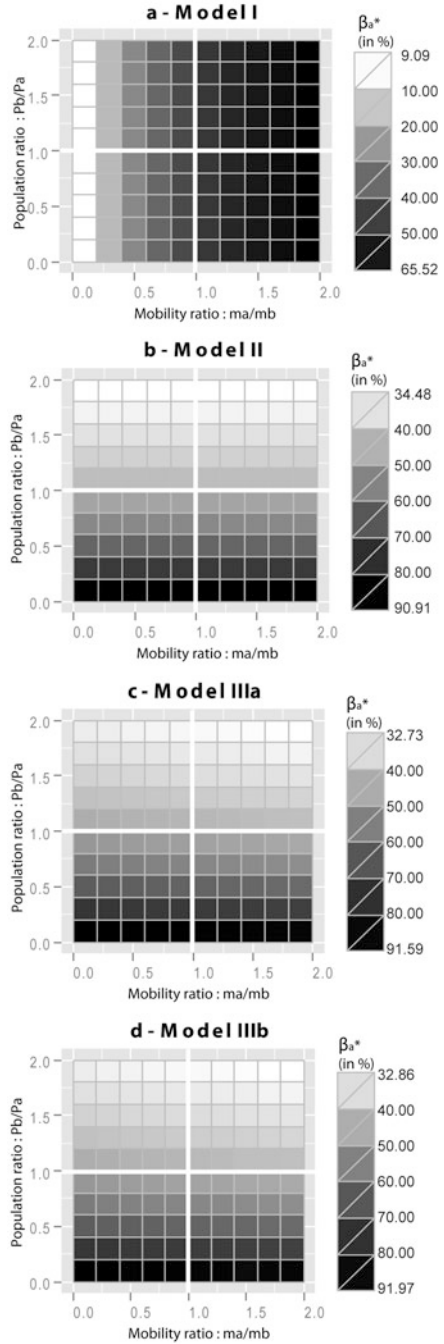 a - Model I
βa*
(in %)
9.09
10.00
20.00
30.00
40.00
50.00
65.52
Population ratio : Pb/Pa
2.0
1.5
1.0
0.5
0.0
0.0 0.5 1.0 1.5 2.0
Mobility ratio : ma/mb
b - Model II
βa*
(in %)
34.48
40.00
50.00
60.00
70.00
80.00
90.91
Population ratio : Pb/Pa
2.0
1.5
1.0
0.5
0.0
0.0 0.5 1.0 1.5 2.0
Mobility ratio : ma/mb
c - Model IIIa
βa*
(in %)
32.73
40.00
50.00
60.00
70.00
80.00
91.59
Population ratio : Pb/Pa
2.0
1.5
1.0
0.5
0.0
0.0 0.5 1.0 1.5 2.0
Mobility ratio : ma/mb
d - Model IIIb
βa*
(in %)
32.86
40.00
50.00
60.00
70.00
80.00
91.97
Population ratio : Pb/Pa
2.0
1.5
1.0
0.5
0.0
0.0 0.5 1.0 1.5 2.0
Mobility ratio : ma/mb